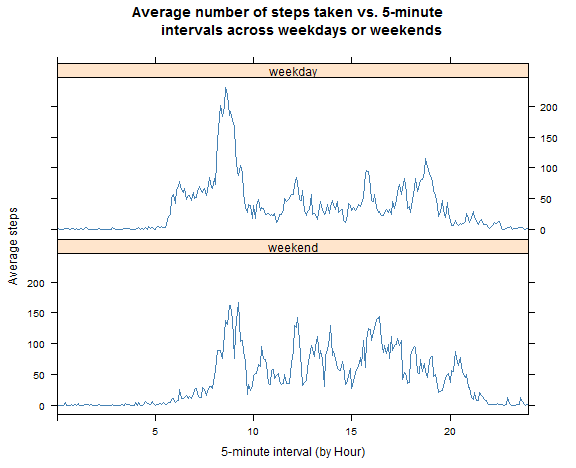 Average number of steps taken vs. 5-minute
intervals across weekdays or weekends
weekday
200
150
100
50
0
weekend
200
150
100
50
0
Average steps
5 10 15 20
5-minute interval (by Hour)